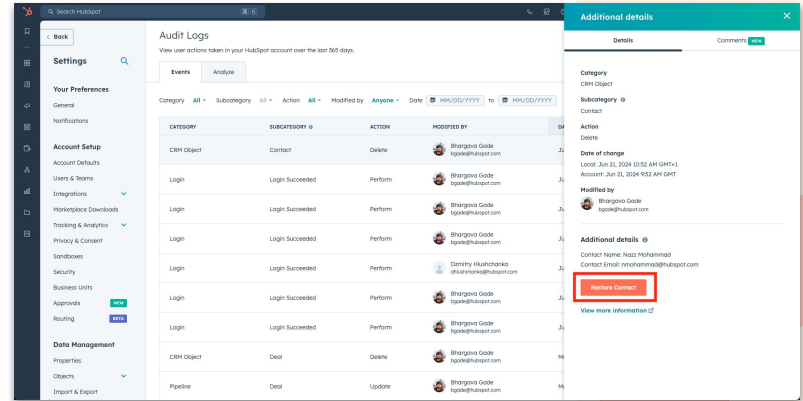 Search HubSpot
⌘ K
Back
Settings
Your Preferences
General
Notifications
Account Setup
Account Defaults
Users & Teams
Integrations
Marketplace Downloads
Tracking & Analytics
Privacy & Consent
Sandboxes
Security
Business Units
Approvals NEW
Routing BETA
Data Management
Properties
Objects
Import & Export
Audit Logs
View user actions taken in your HubSpot account over the last 365 days.
Events Analyze
Category All Subcategory All Action All Modified by Anyone Date MM/DD/YYYY to MM/DD/YYYY
CATEGORY SUBCATEGORY ACTION MODIFIED BY DA
CRM Object Contact Delete Bhargava Gade Ju
bgade@hubspot.com
Login Login Succeeded Perform Bhargava Gade Ju
bgade@hubspot.com
Login Login Succeeded Perform Bhargava Gade Ju
bgade@hubspot.com
Login Login Succeeded Perform Bhargava Gade Ju
bgade@hubspot.com
Login Login Succeeded Perform Dzmitry Hlushchanka Ju
dhlushchanka@hubspot.com
Login Login Succeeded Perform Bhargava Gade Ju
bgade@hubspot.com
Login Login Succeeded Perform Bhargava Gade Ju
bgade@hubspot.com
CRM Object Deal Delete Bhargava Gade Mo
bgade@hubspot.com
Pipeline Deal Update Bhargava Gade
bgade@hubspot.com
Additional details
Details Comments NEW
Category
CRM Object
Subcategory
Contact
Action
Delete
Date of change
Local: Jun 21, 2024 10:52 AM GMT+1
Account: Jun 21, 2024 9:52 AM GMT
Modified by
Bhargava Gade
bgade@hubspot.com
Additional details
Contact Name: Nazz Mohammad
Contact Email: nmohammad@hubspot.com
Restore Contact
View more information